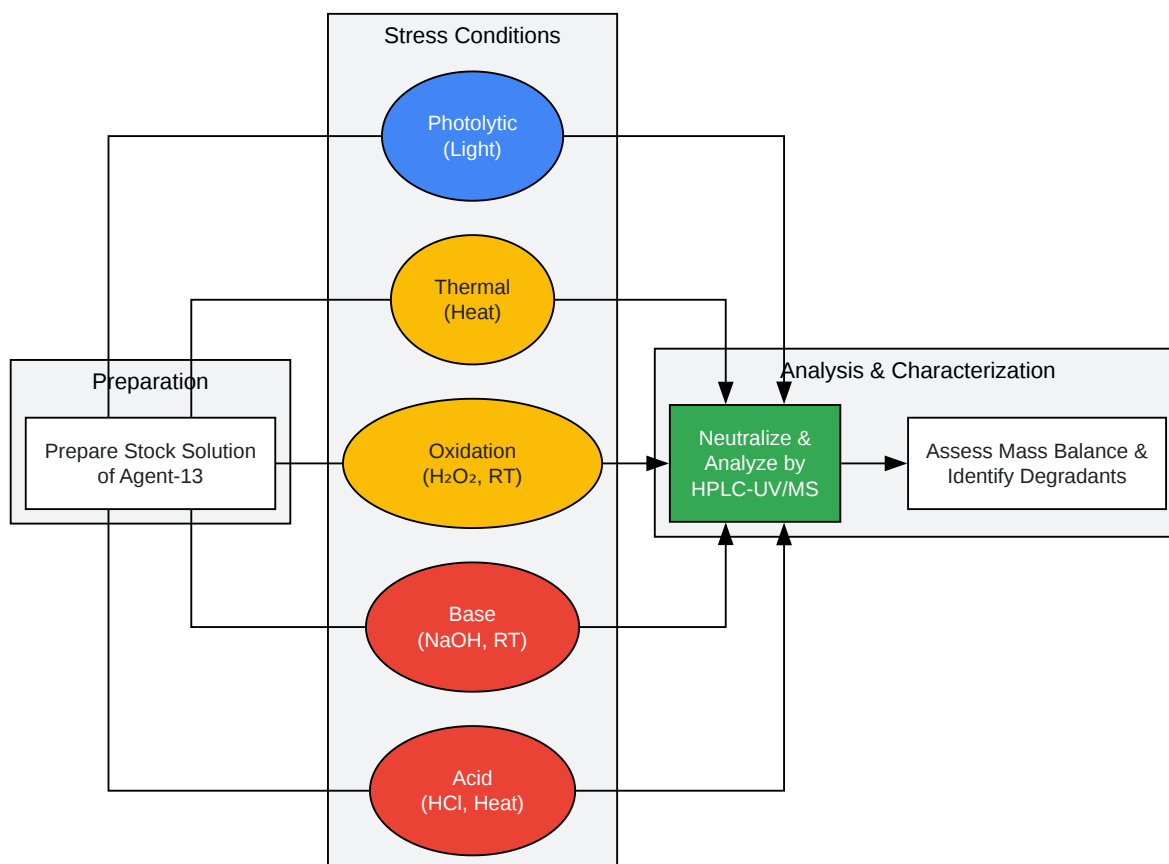 Stress Conditions
Photolytic
(Light)
Thermal
(Heat)
Preparation
Prepare Stock Solution
of Agent-13
Oxidation
(H₂O₂, RT)
Analysis & Characterization
Neutralize &
Analyze by
HPLC-UV/MS
Assess Mass Balance &
Identify Degradants
Base
(NaOH, RT)
Acid
(HCl, Heat)